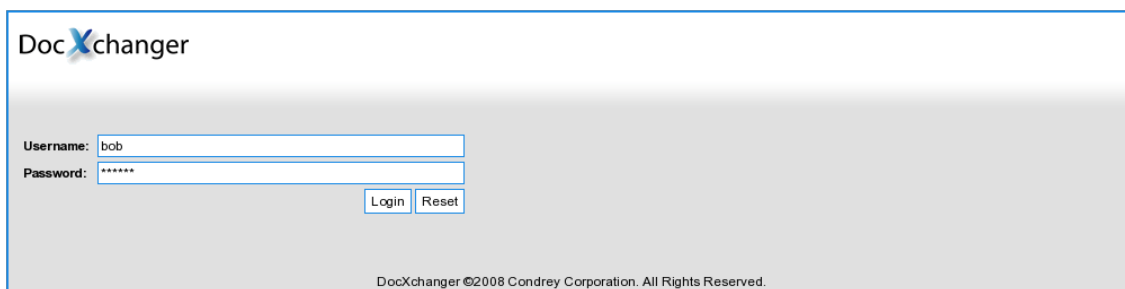 DocXchanger
Username: bob
Password: ******
Login Reset
DocXchanger ©2008 Condrey Corporation. All Rights Reserved.